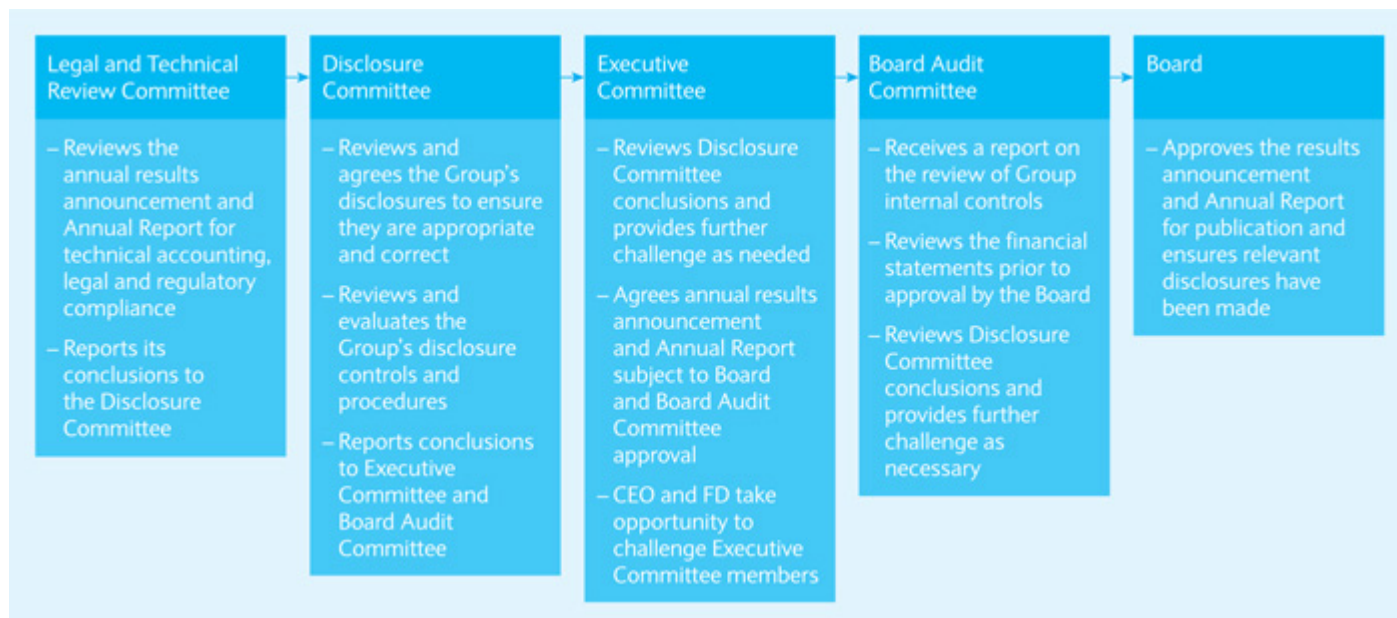 Legal and Technical
Review Committee
– Reviews the
annual results
announcement and
Annual Report for
technical accounting,
legal and regulatory
compliance
– Reports its
conclusions to
the Disclosure
Committee
Disclosure
Committee
– Reviews and
agrees the Group's
disclosures to ensure
they are appropriate
and correct
– Reviews and
evaluates the
Group's disclosure
controls and
procedures
– Reports conclusions
to Executive
Committee and
Board Audit
Committee
Executive
Committee
– Reviews Disclosure
Committee
conclusions and
provides further
challenge as needed
– Agrees annual results
announcement
and Annual Report
subject to Board
and Board Audit
Committee
approval
– CEO and FD take
opportunity to
challenge Executive
Committee members
Board Audit
Committee
– Receives a report on
the review of Group
internal controls
– Reviews the financial
statements prior to
approval by the Board
– Reviews Disclosure
Committee
conclusions and
provides further
challenge as
necessary
Board
– Approves the results
announcement
and Annual Report
for publication and
ensures relevant
disclosures have
been made